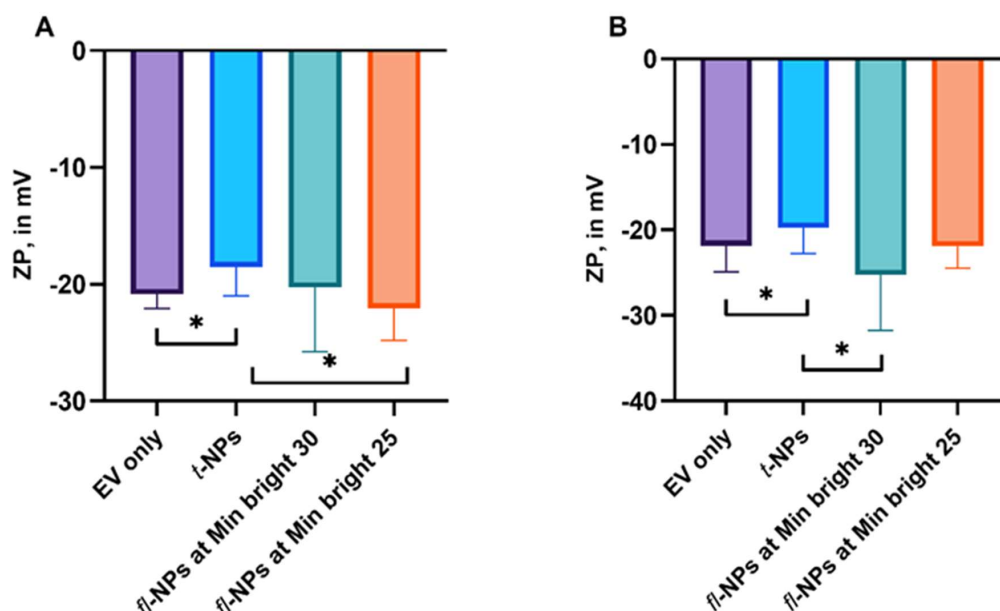 A
0
-10
-20
-30
ZP, in mV
*
*
EV only
t-NPs
fl-NPs at Min bright 30
fl-NPs at Min bright 25
B
0
-10
-20
-30
-40
ZP, in mV
*
*
EV only
t-NPs
fl-NPs at Min bright 30
fl-NPs at Min bright 25